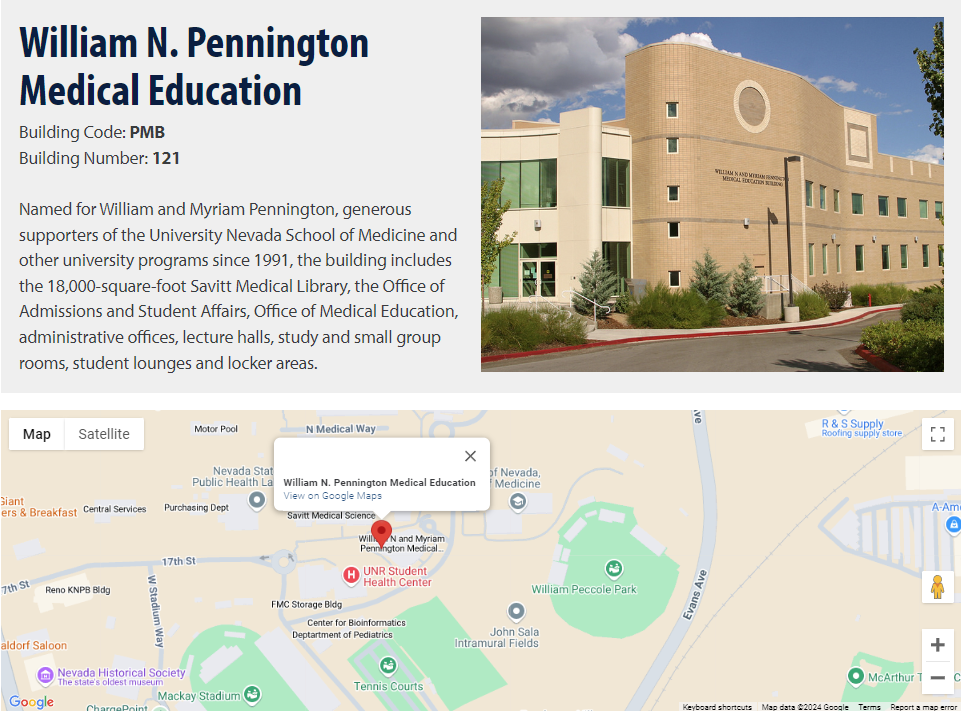 William N. Pennington
Medical Education
Building Code: PMB
Building Number: 121
Named for William and Myriam Pennington, generous
supporters of the University Nevada School of Medicine and
other university programs since 1991, the building includes
the 18,000-square-foot Savitt Medical Library, the Office of
Admissions and Student Affairs, Office of Medical Education,
administrative offices, lecture halls, study and small group
rooms, student lounges and locker areas.
WILLIAM N AND MYRIAM PENNINGTON
MEDICAL EDUCATION BUILDING
Map
Satellite
Motor Pool
N Medical Way
Ave
R & S Supply
Roofing supply store
Nevada Stat
Public Health La
William N. Pennington Medical Education
View on Google Maps
of Nevada,
f Medicine
Giant
ers & Breakfast
Central Services
Purchasing Dept
Savitt Medical Science
A-Ame
William N and Myriam
Pennington Medical...
17th St
7th St
UNR Student
Health Center
Reno KNPB Bldg
W Stadium Way
FMC Storage Bldg
William Peccole Park
Evans Ave
Center for Bioinformatics
Deptartment of Pediatrics
John Sala
Intramural Fields
aldorf Saloon
Nevada Historical Society
The state's oldest museum
Mackay Stadium
Tennis Courts
McArthur T
C
ChargePoint
Google
Keyboard shortcuts
Map data ©2024 Google
Terms
Report a map error